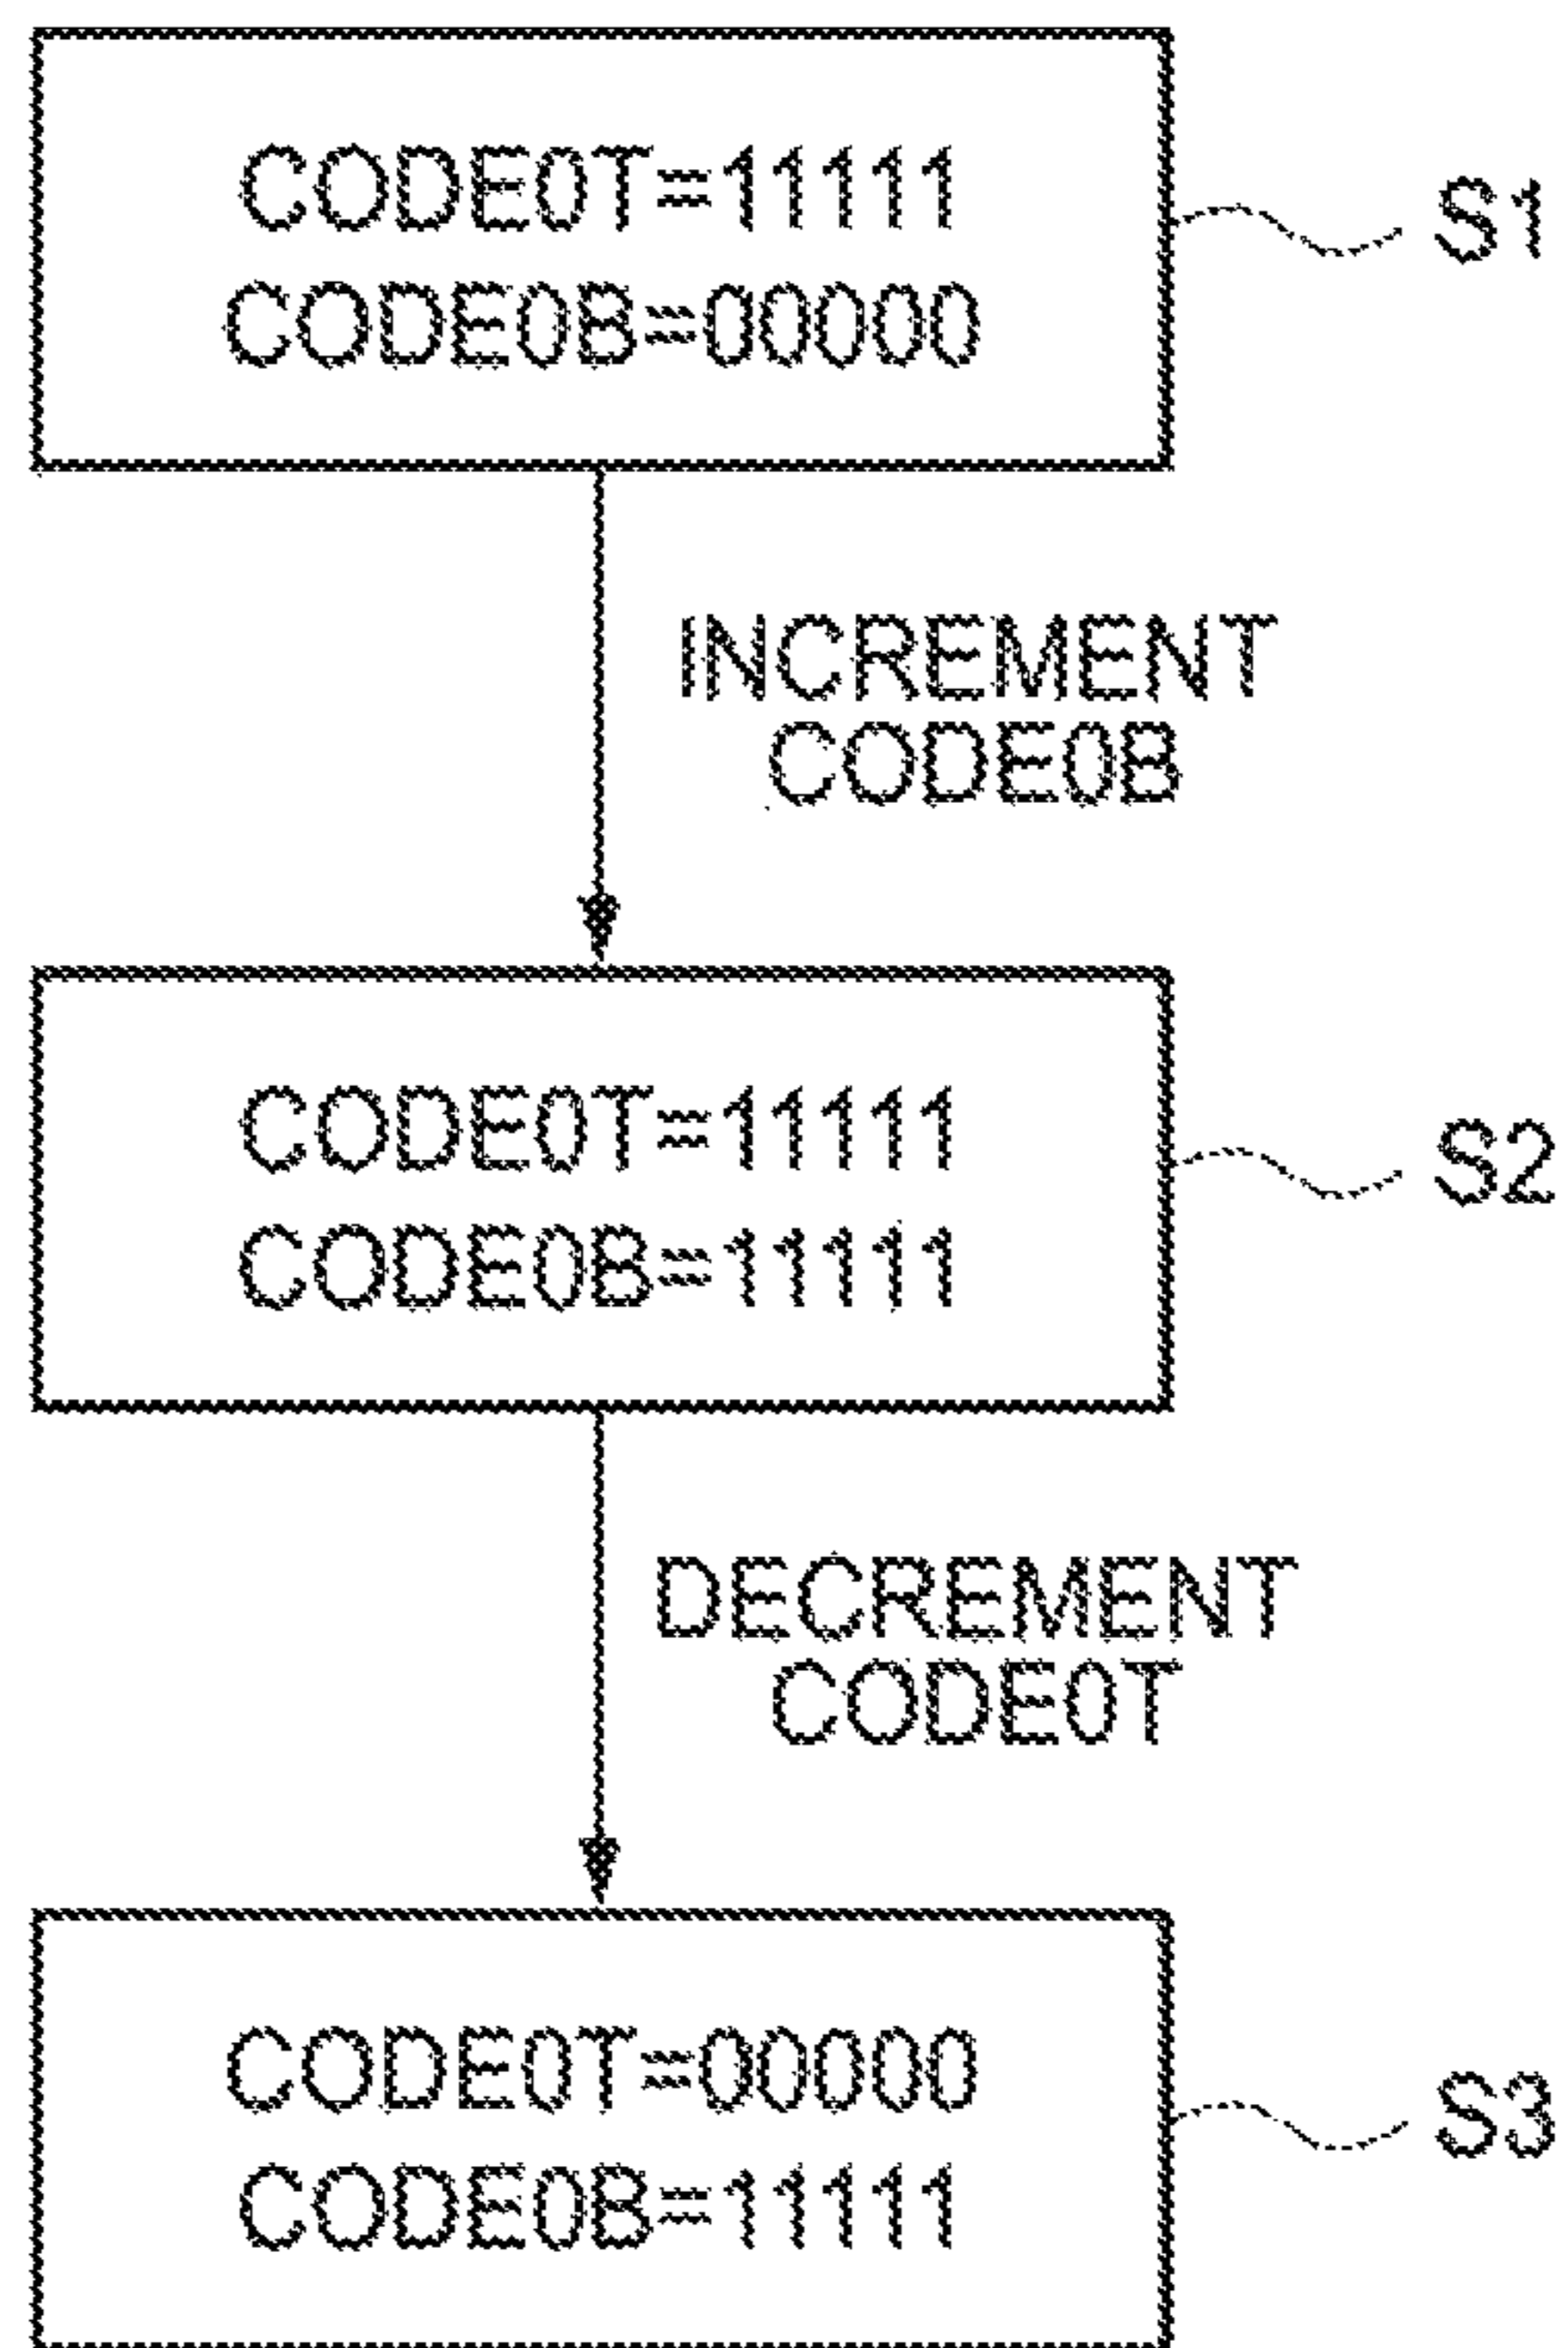 CODE0T=11111
CODE0B=00000
S1
INCREMENT
CODE0B
CODE0T=11111
CODE0B=11111
S2
DECREMENT
CODE0T
CODE0T=00000
CODE0B=11111
S3